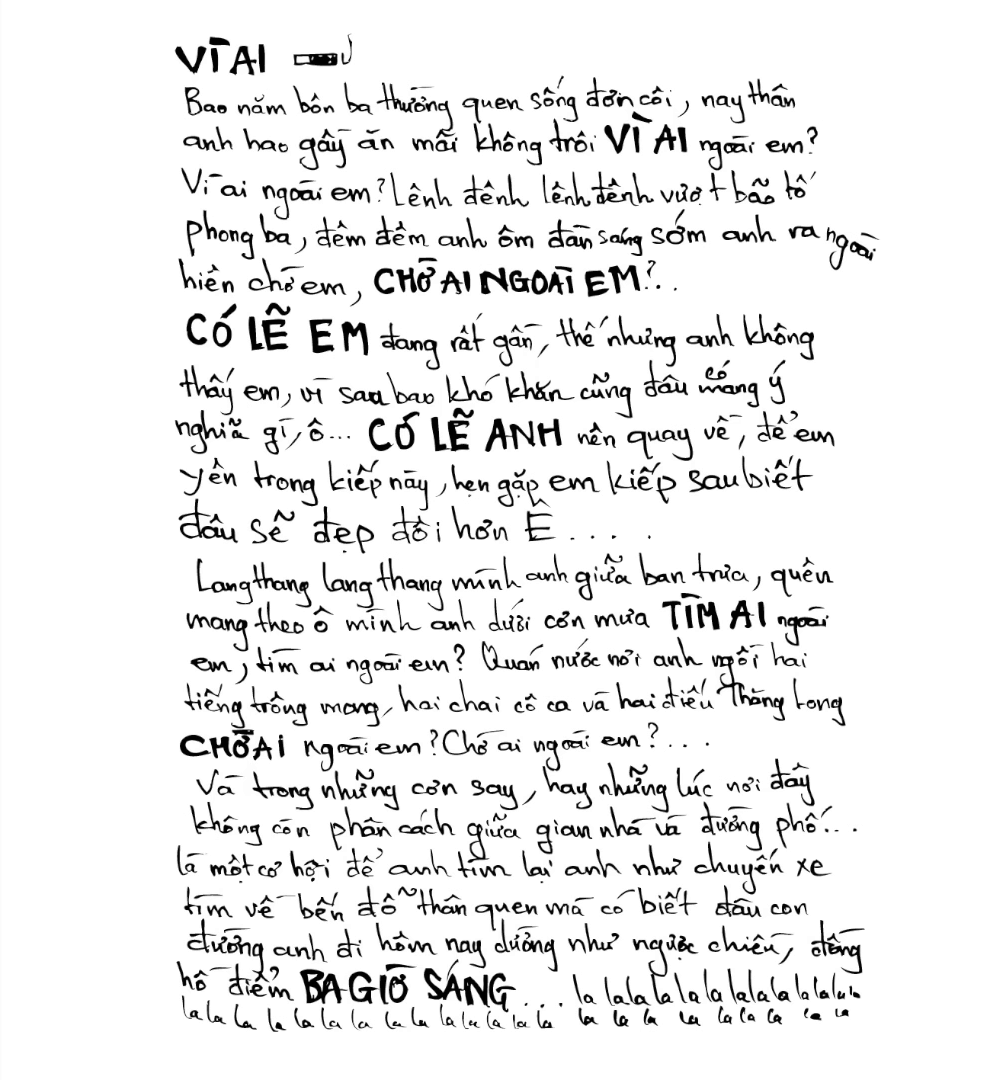 VÌ AI
Bao năm bôn ba thường quen sống đơn côi, nay thân
anh hao gầy ăn mãi không trôi VÌ AI ngoài em?
Vì ai ngoài em? Lênh đênh lênh đênh vượt bão tố
phong ba, đêm đêm anh ôm đàn sáng sớm anh ra ngoài
hiên chờ em, CHỜ AI NGOÀI EM?..
CÓ LẼ EM đang rất gần, thế nhưng anh không
thấy em, vì sau bao khó khăn cũng đâu có mang ý
nghĩa gì, ô... CÓ LẼ ANH nên quay về, để em
yên trong kiếp này, hẹn gặp em kiếp sau biết
đâu sẽ đẹp đôi hơn Ê.....
Lang thang lang thang mình anh giữa ban trưa, quên
mang theo ô mình anh dưới cơn mưa TÌM AI ngoài
em, tìm ai ngoài em? Quán nước nơi anh ngồi hai
tiếng trông mong, hai chai cô ca và hai điếu Thăng Long
CHỜ AI ngoài em? Chờ ai ngoài em?...
Và trong những cơn say, hay những lúc nơi đây
không còn phân cách giữa gian nhà và đường phố...
là một cơ hội để anh tìm lại anh như chuyến xe
tìm về bến đỗ thân quen mà có biết đâu con
đường anh đi hôm nay dường như ngược chiều, đồng
hồ điểm BA GIỜ SÁNG... la la la la la la la la la la la la la
la la la la la la la la la la la la la la la la la la la la la la